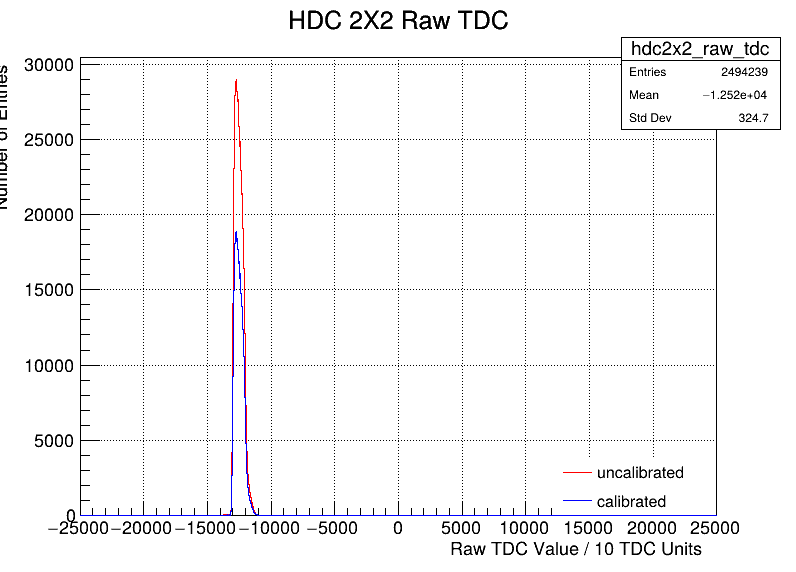 HDC 2X2 Raw TDC
hdc2x2_raw_tdc
Entries 2494239
Mean −1.252e+04
Std Dev 324.7
Number of Entries
30000
25000
20000
15000
10000
5000
0
−25000 −20000 −15000 −10000 −5000 0 5000 10000 15000 20000 25000
uncalibrated
calibrated
Raw TDC Value / 10 TDC Units